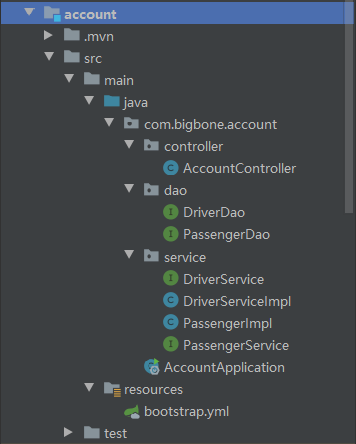 account
.mvn
src
main
java
com.bigbone.account
controller
AccountController
dao
DriverDao
PassengerDao
service
DriverService
DriverServiceImpl
PassengerImpl
PassengerService
AccountApplication
resources
bootstrap.yml
test